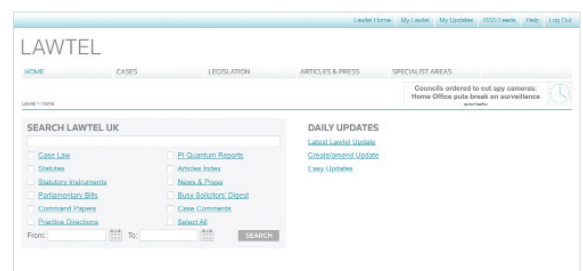 Lawtel Home My Lawtel My Updates RSS Feeds Help Log Out
LAWTEL
HOME CASES LEGISLATION ARTICLES & PRESS SPECIALIST AREAS
Councils ordered to cut spy cameras:
Home Office puts break on surveillance
society
Lawtel > Home
SEARCH LAWTEL UK
Case Law
Statutes
Statutory Instruments
Parliamentary Bills
Command Papers
Practice Directions
PI Quantum Reports
Articles Index
News & Press
Busy Solicitors' Digest
Case Comments
Select All
From: To: SEARCH
DAILY UPDATES
Latest Lawtel Update
Create/amend Update
Easy Updates